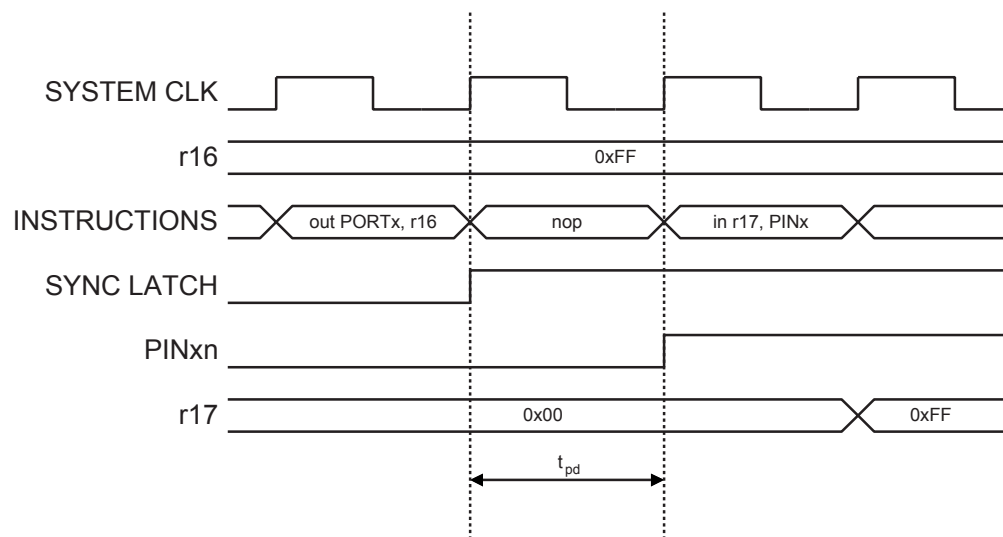 SYSTEM CLK
r16
0xFF
INSTRUCTIONS
out PORTx, r16
nop
in r17, PINx
SYNC LATCH
PINxn
r17
0x00
0xFF
tpd